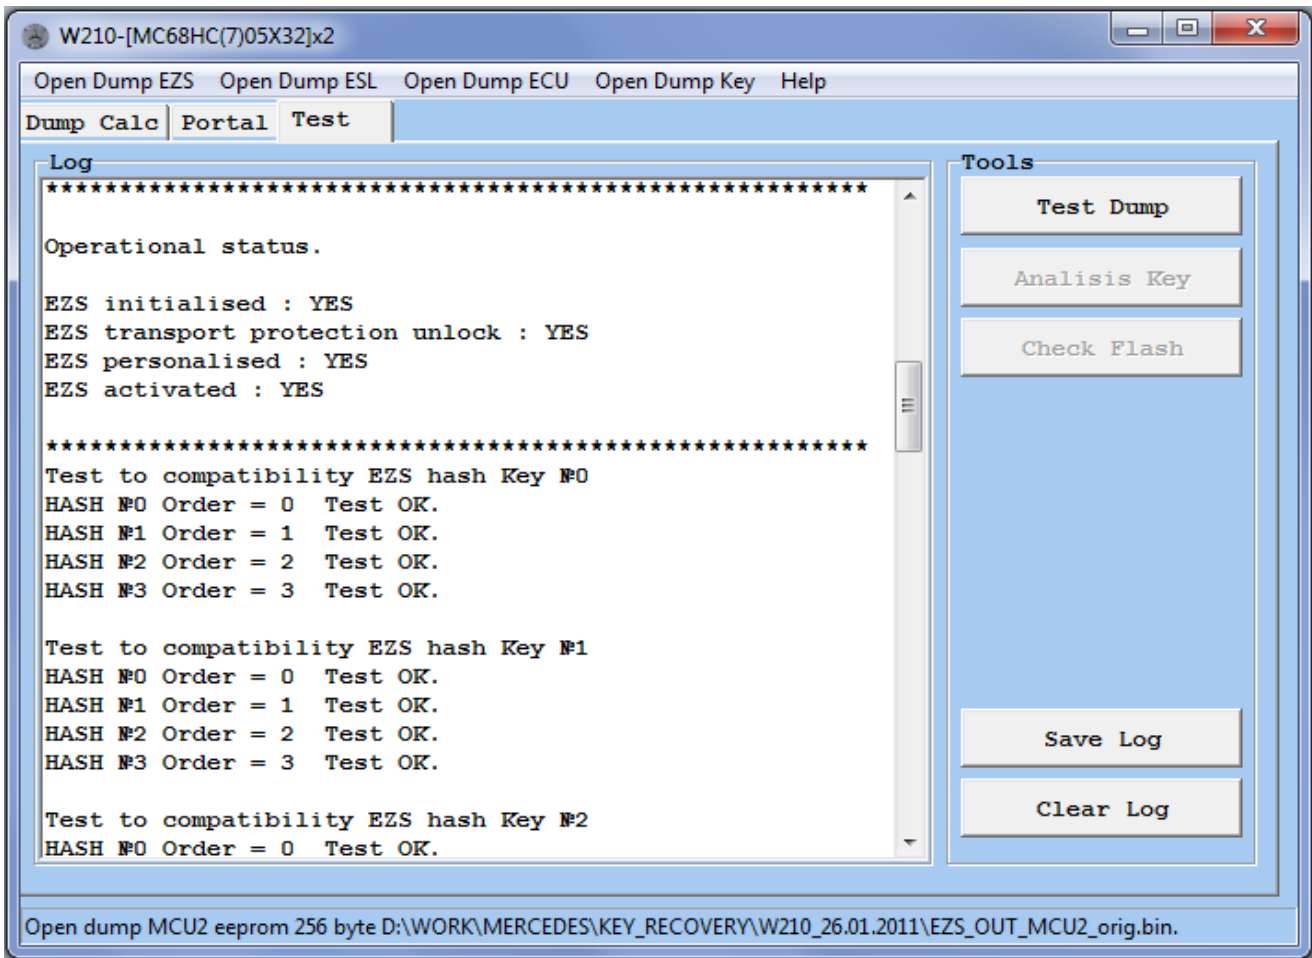 W210-[MC68HC(7)05X32]x2
Open Dump EZS Open Dump ESL Open Dump ECU Open Dump Key Help
Dump Calc Portal Test
Log
********************************************************
Operational status.
EZS initialised : YES
EZS transport protection unlock : YES
EZS personalised : YES
EZS activated : YES
********************************************************
Test to compatibility EZS hash Key №0
HASH №0 Order = 0 Test OK.
HASH №1 Order = 1 Test OK.
HASH №2 Order = 2 Test OK.
HASH №3 Order = 3 Test OK.
Test to compatibility EZS hash Key №1
HASH №0 Order = 0 Test OK.
HASH №1 Order = 1 Test OK.
HASH №2 Order = 2 Test OK.
HASH №3 Order = 3 Test OK.
Test to compatibility EZS hash Key №2
HASH №0 Order = 0 Test OK.
Tools
Test Dump
Analisis Key
Check Flash
Save Log
Clear Log
Open dump MCU2 eeprom 256 byte D:\WORK\MERCEDES\KEY_RECOVERY\W210_26.01.2011\EZS_OUT_MCU2_orig.bin.